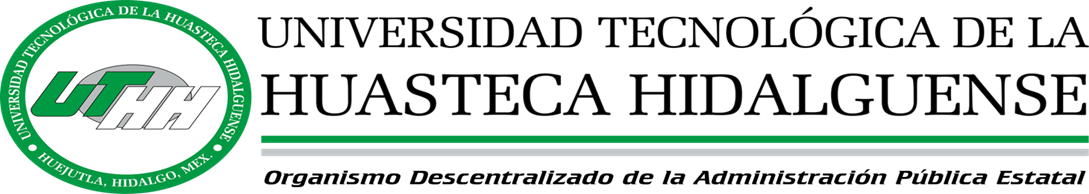 UNIVERSIDAD TECNOLÓGICA DE LA HUASTECA HIDALGUENSE
UTHH
• HUEJUTLA, HIDALGO, MEX. •
UNIVERSIDAD TECNOLÓGICA DE LA
HUASTECA HIDALGUENSE
Organismo Descentralizado de la Administración Pública Estatal